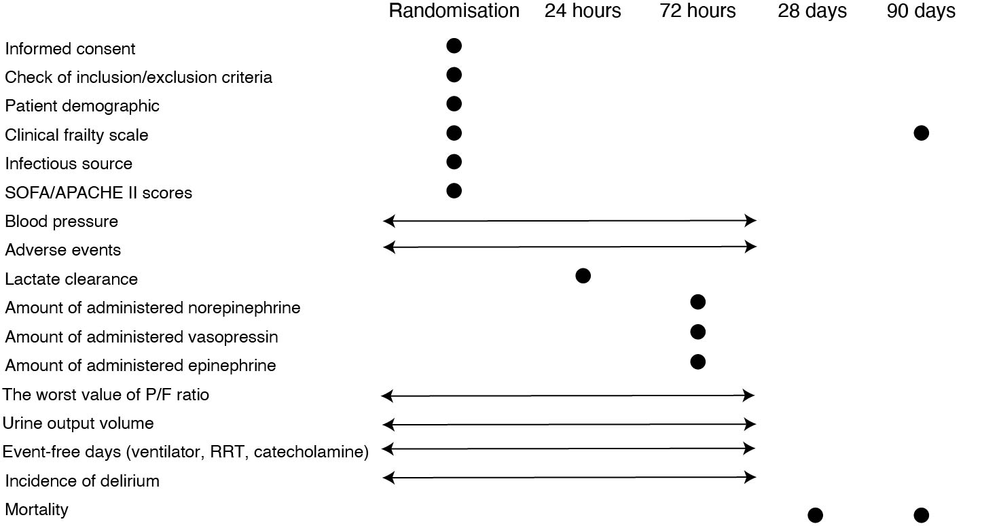 Randomisation 24 hours 72 hours 28 days 90 days
Informed consent
Check of inclusion/exclusion criteria
Patient demographic
Clinical frailty scale
Infectious source
SOFA/APACHE II scores
Blood pressure
Adverse events
Lactate clearance
Amount of administered norepinephrine
Amount of administered vasopressin
Amount of administered epinephrine
The worst value of P/F ratio
Urine output volume
Event-free days (ventilator, RRT, catecholamine)
Incidence of delirium
Mortality